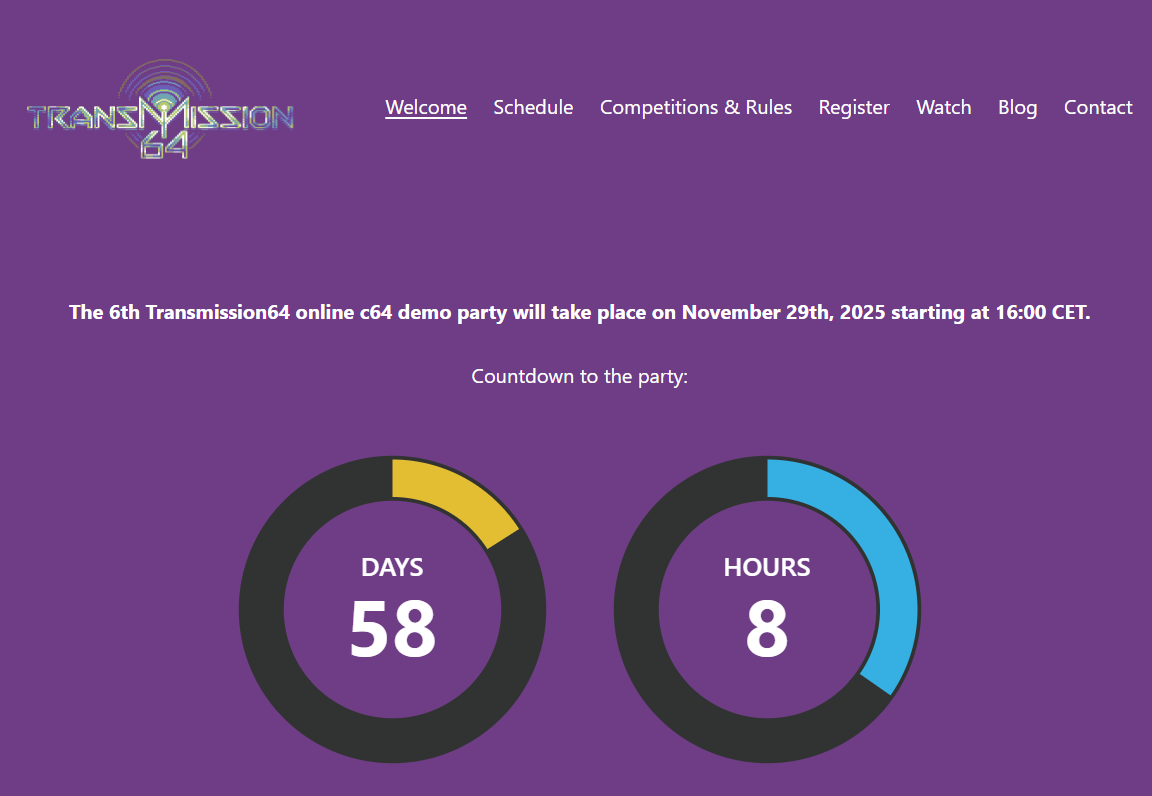 TRANSMISSION
64
Welcome Schedule Competitions & Rules Register Watch Blog Contact
The 6th Transmission64 online c64 demo party will take place on November 29th, 2025 starting at 16:00 CET.
Countdown to the party:
DAYS HOURS
58 8